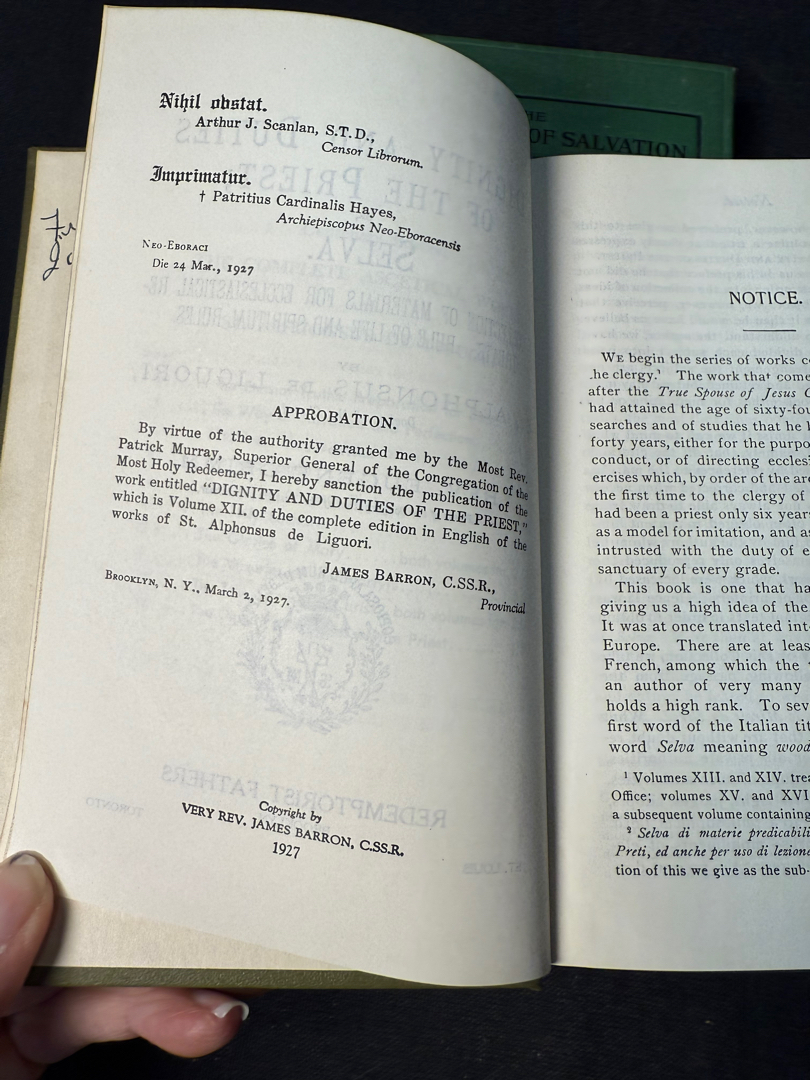 Nihil obstat.
Arthur J. Scanlan, S.T.D.,
Censor Librorum.
Imprimatur.
† Patritius Cardinalis Hayes,
Archiepiscopus Neo-Eboracensis
NEO-EBORACI
Die 24 Mar., 1927
APPROBATION.
By virtue of the authority granted me by the Most Rev.
Patrick Murray, Superior General of the Congregation of the
Most Holy Redeemer, I hereby sanction the publication of the
work entitled "DIGNITY AND DUTIES OF THE PRIEST,"
which is Volume XII. of the complete edition in English of the
works of St. Alphonsus de Liguori.
JAMES BARRON, C.SS.R.,
Provincial
BROOKLYN, N. Y., March 2, 1927.
Copyright by
VERY REV. JAMES BARRON, C.SS.R.
1927
THE
OF SALVATION
NOTICE.
WE begin the series of works
he clergy.¹ The work that come
after the True Spouse of Jesus
had attained the age of sixty-fou
searches and of studies that he
forty years, either for the purpo
conduct, or of directing ecclesi
ercises which, by order of the
the first time to the clergy of
had been a priest only six years
as a model for imitation, and
intrusted with the duty of
sanctuary of every grade.
This book is one that ha
giving us a high idea of the
It was at once translated int
Europe. There are at leas
French, among which the
an author of very many
holds a high rank. To sev
first word of the Italian tit
word Selva meaning wood
¹ Volumes XIII. and XIV. trea
Office; volumes XV. and XVI
a subsequent volume containing
² Selva di materie predicabili
Preti, ed anche per uso di lezione
tion of this we give as the sub-